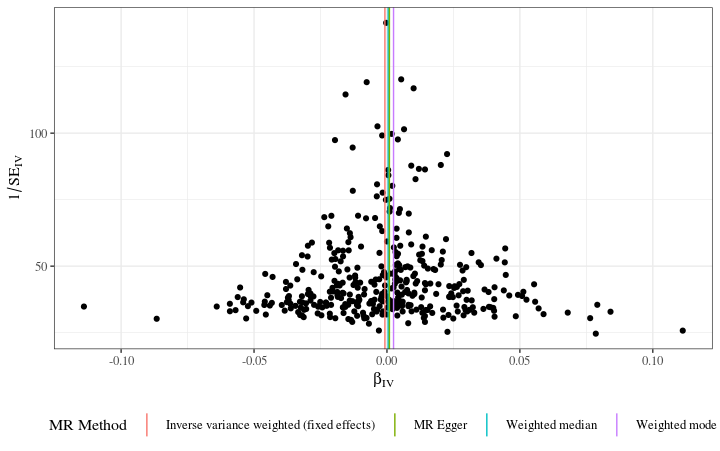 100
50
1/SE_IV
-0.10 -0.05 0.00 0.05 0.10
β_IV
MR Method Inverse variance weighted (fixed effects) MR Egger Weighted median Weighted mode